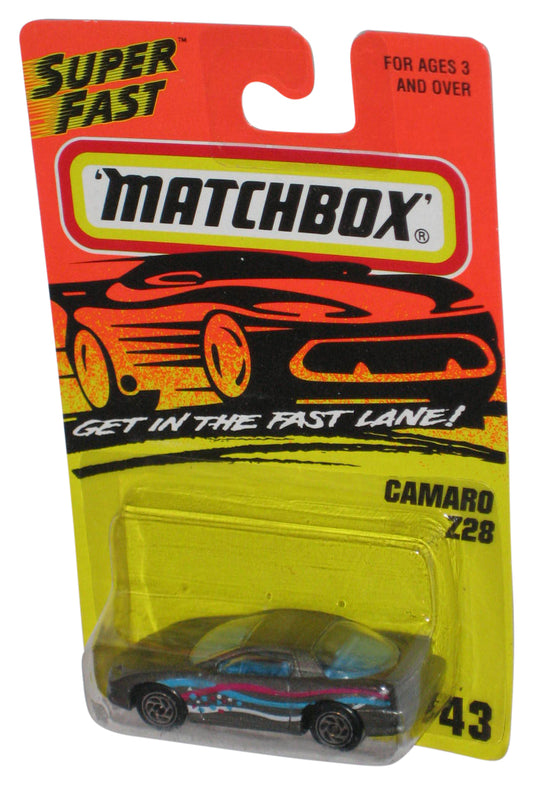 SUPER
FAST
FOR AGES 3
AND OVER
'MATCHBOX'®
GET IN THE FAST LANE!
CAMARO
Z28
43